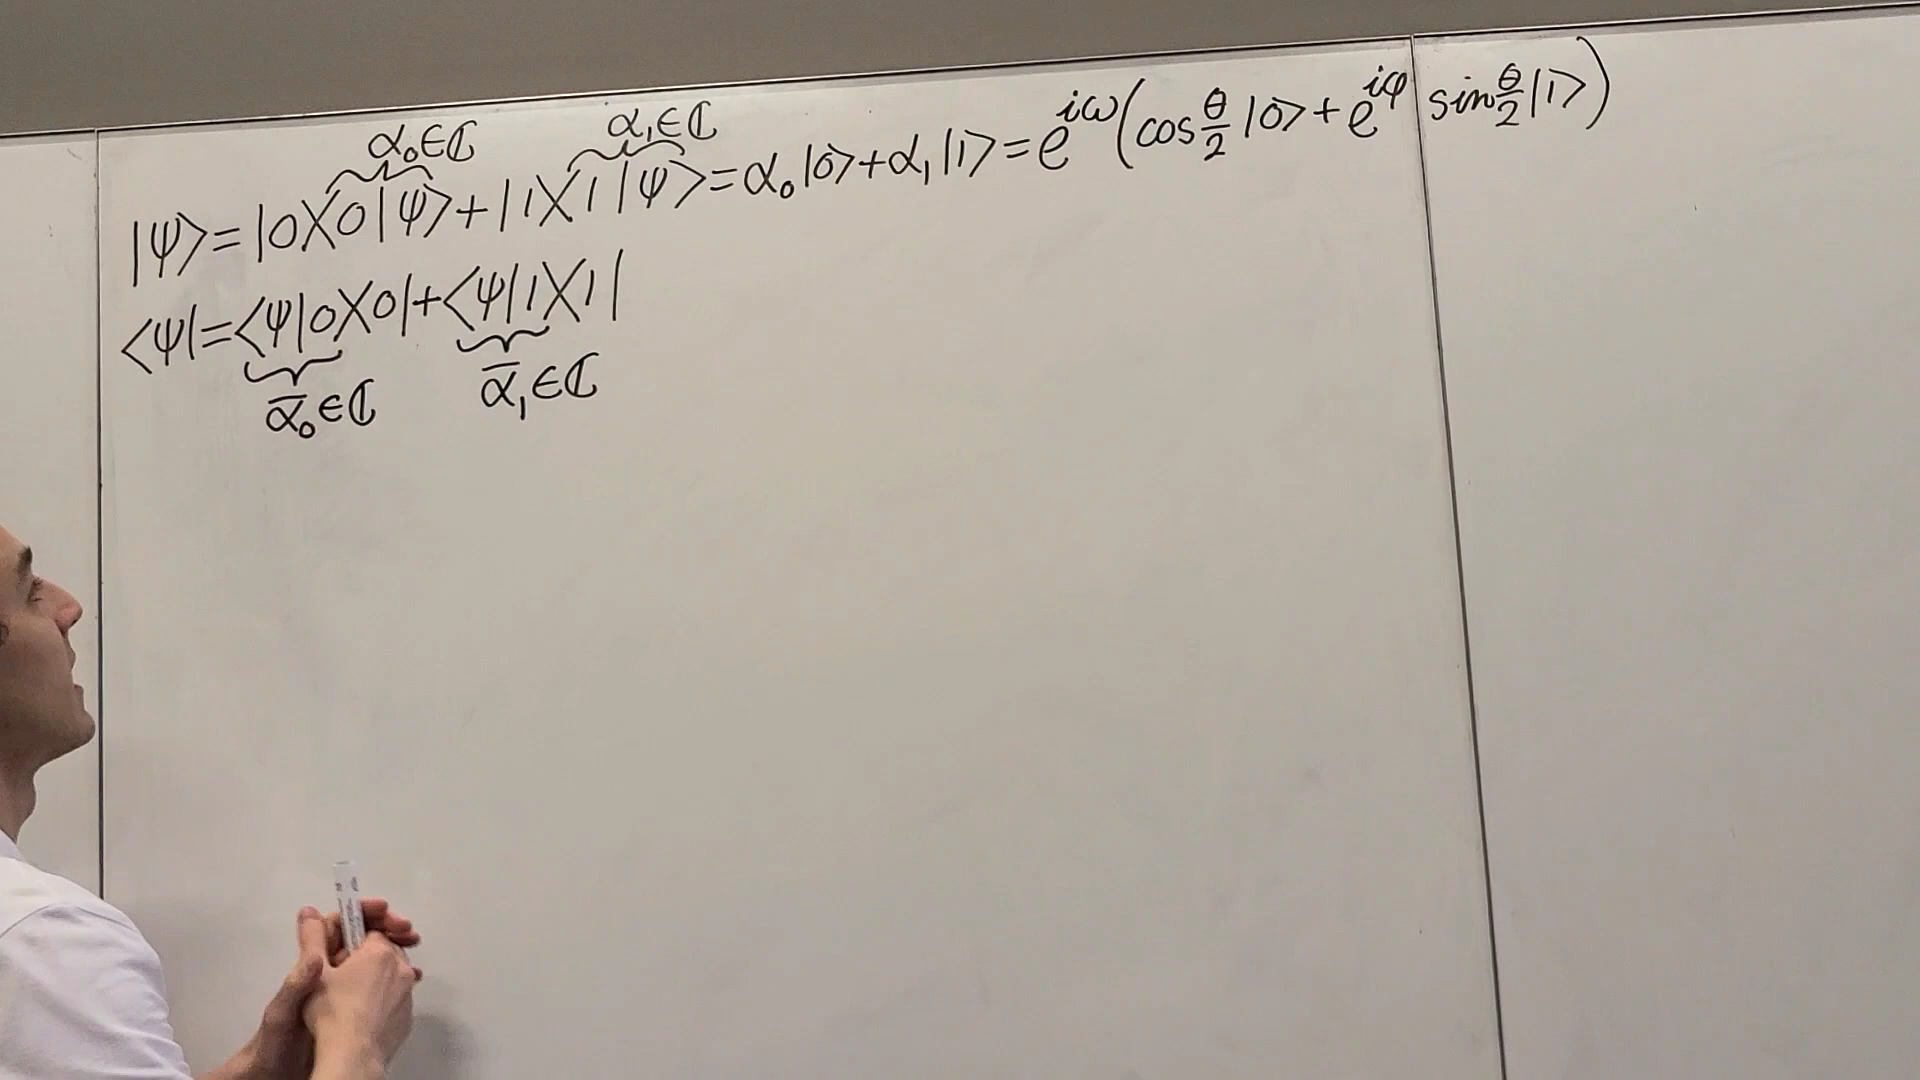 α₀∈ℂ α₁∈ℂ
|ψ⟩=|0⟩⟨0|ψ⟩+|1⟩⟨1|ψ⟩=α₀|0⟩+α₁|1⟩=e^{iω}(cos θ/2 |0⟩+e^{iφ} sin θ/2 |1⟩)
⟨ψ|=⟨ψ|0⟩⟨0|+⟨ψ|1⟩⟨1|
ᾱ₀∈ℂ ᾱ₁∈ℂ